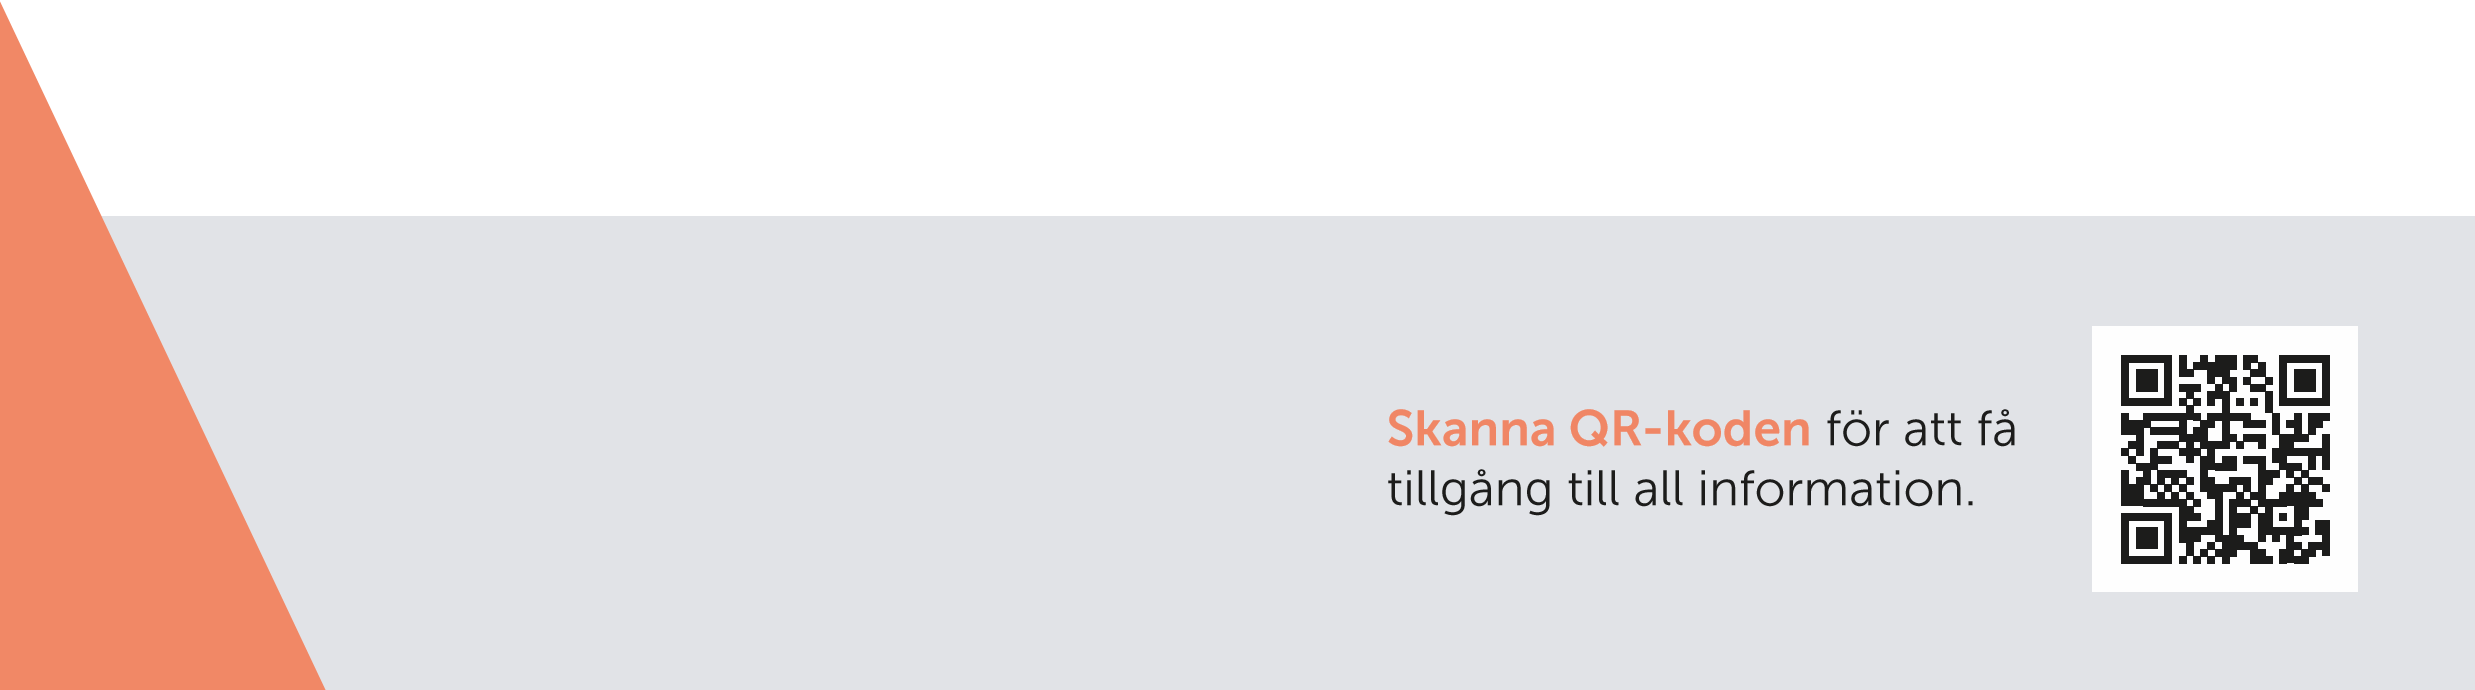 Skanna QR-koden för att få
tillgång till all information.